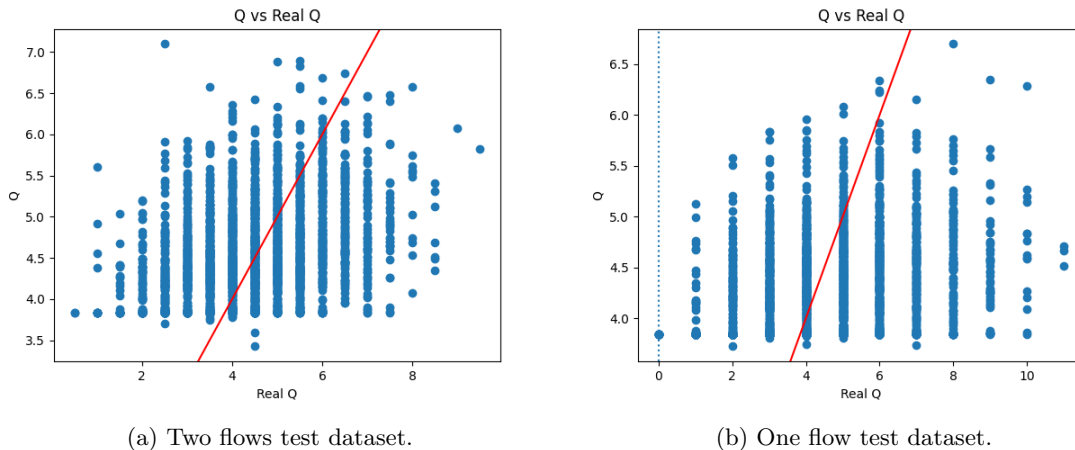 Q vs Real Q
7.0
6.5
6.0
5.5
5.0
4.5
4.0
3.5
Q
2 4 6 8
Real Q
(a) Two flows test dataset.
Q vs Real Q
6.5
6.0
5.5
5.0
4.5
4.0
Q
0 2 4 6 8 10
Real Q
(b) One flow test dataset.